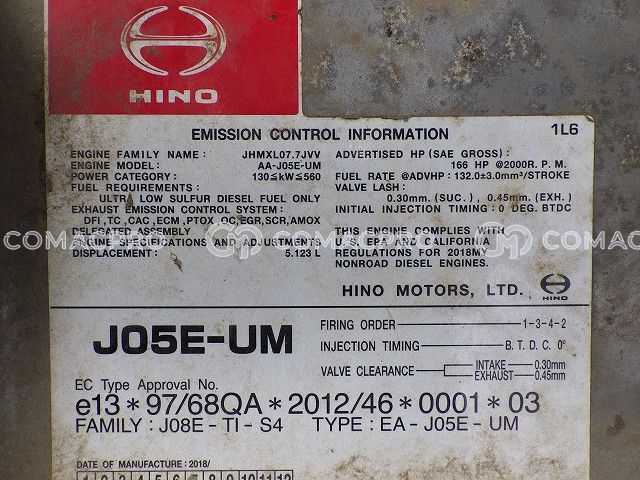 HINO
EMISSION CONTROL INFORMATION 1L6
ENGINE FAMILY NAME : JHMXL07.7JVV
ENGINE MODEL: AA-J05E-UM
POWER CATEGORY: 130≤kW≤560
FUEL REQUIREMENTS:
ULTRA LOW SULFUR DIESEL FUEL ONLY
EXHAUST EMISSION CONTROL SYSTEM :
DFI,TC,CAC,ECM,PTOX,OC,EGR,SCR,AMOX
DELEGATED ASSEMBLY
ENGINE SPECIFICATIONS AND ADJUSTMENTS
DISPLACEMENT : 5.123 L
ADVERTISED HP (SAE GROSS) :
166 HP @2000R. P. M.
FUEL RATE @ADVHP : 132.0±3.0mm³/STROKE
VALVE LASH :
0.30mm (SUC.) , 0.45mm (EXH.)
INITIAL INJECTION TIMING : 0 DEG. BTDC
THIS ENGINE COMPLIES WITH
U.S. EPA AND CALIFORNIA
REGULATIONS FOR 2018MY
NONROAD DIESEL ENGINES.
HINO MOTORS, LTD. HINO
COMAC
COMAC
J05E-UM
FIRING ORDER 1-3-4-2
INJECTION TIMING B. T. D. C. 0°
VALVE CLEARANCE INTAKE 0.30mm
EXHAUST 0.45mm
EC Type Approval No.
e13*97/68QA*2012/46*0001*03
FAMILY : J08E-TI-S4 TYPE : EA-J05E-UM
DATE OF MANUFACTURE : 2018/